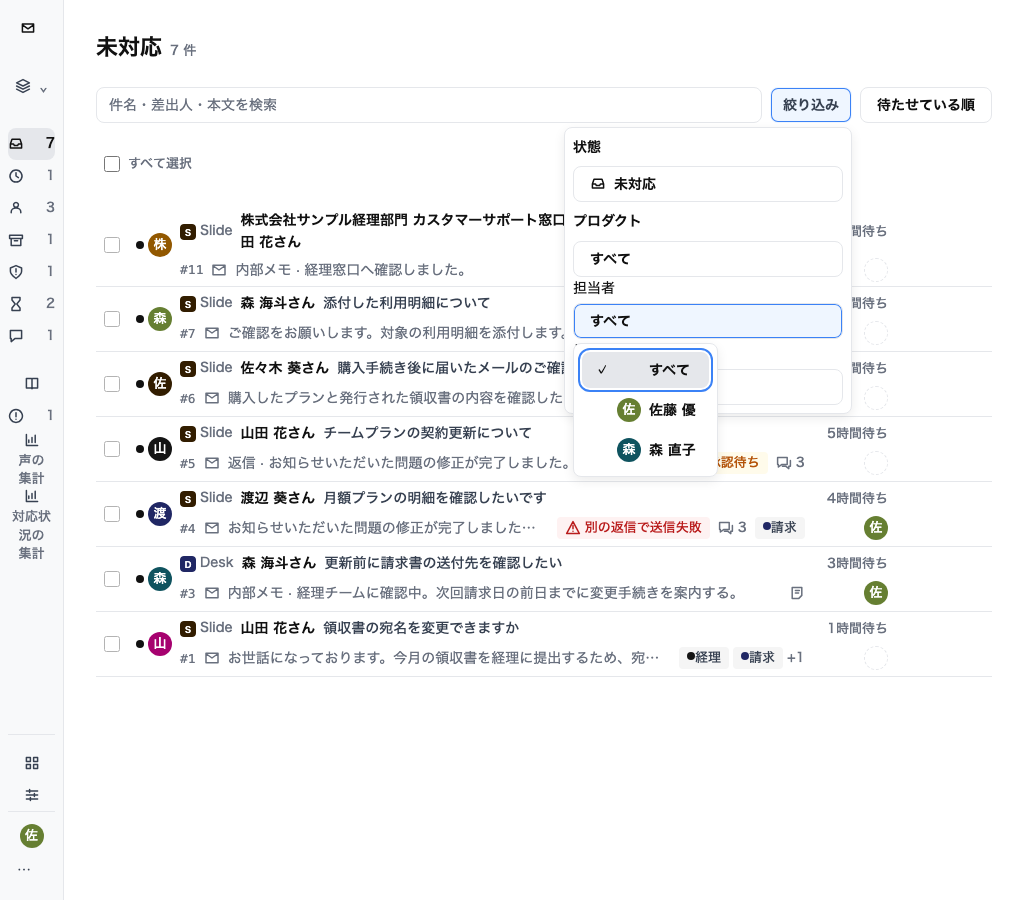 未対応 7 件
件名・差出人・本文を検索
絞り込み
待たせている順
すべて選択
7
1
3
1
1
2
1
1
声の
集計
対応状
況の
集計
佐
…
状態
未対応
プロダクト
すべて
担当者
すべて
✓ すべて
佐 佐藤 優
森 森 直子
株
S Slide 株式会社サンプル経理部門 カスタマーサポート窓口
田 花さん
間待ち
#11 内部メモ · 経理窓口へ確認しました。
森
S Slide 森 海斗さん 添付した利用明細について
間待ち
#7 ご確認をお願いします。対象の利用明細を添付します。
佐
S Slide 佐々木 葵さん 購入手続き後に届いたメールのご確認
間待ち
#6 購入したプランと発行された領収書の内容を確認した
山
S Slide 山田 花さん チームプランの契約更新について
5時間待ち
#5 返信 · お知らせいただいた問題の修正が完了しました。
認待ち
3
渡
S Slide 渡辺 葵さん 月額プランの明細を確認したいです
4時間待ち
#4 お知らせいただいた問題の修正が完了しました…
別の返信で送信失敗
3
請求
佐
森
D Desk 森 海斗さん 更新前に請求書の送付先を確認したい
3時間待ち
#3 内部メモ · 経理チームに確認中。次回請求日の前日までに変更手続きを案内する。
佐
山
S Slide 山田 花さん 領収書の宛名を変更できますか
1時間待ち
#1 お世話になっております。今月の領収書を経理に提出するため、宛…
経理
請求
+1